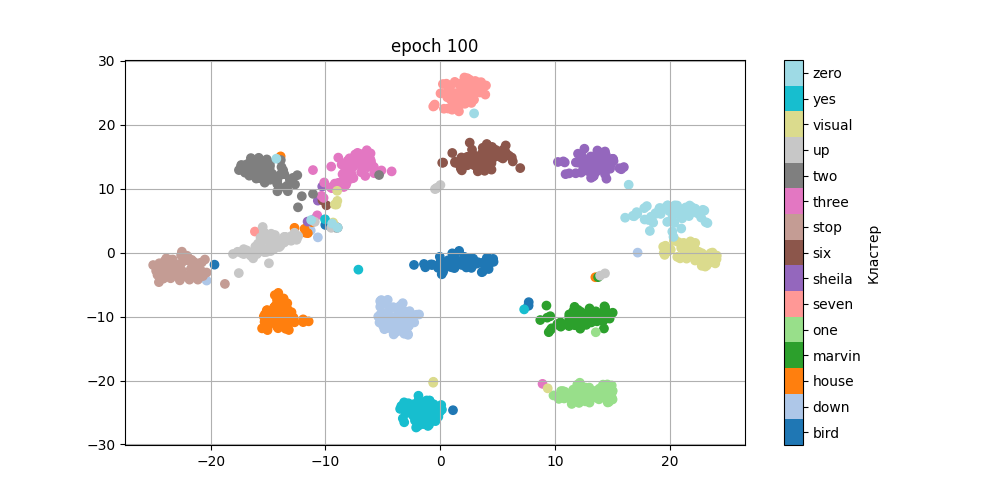 epoch 100
30
20
10
0
−10
−20
−30
−20
−10
0
10
20
zero
yes
visual
up
two
three
stop
six
sheila
seven
one
marvin
house
down
bird
Кластер